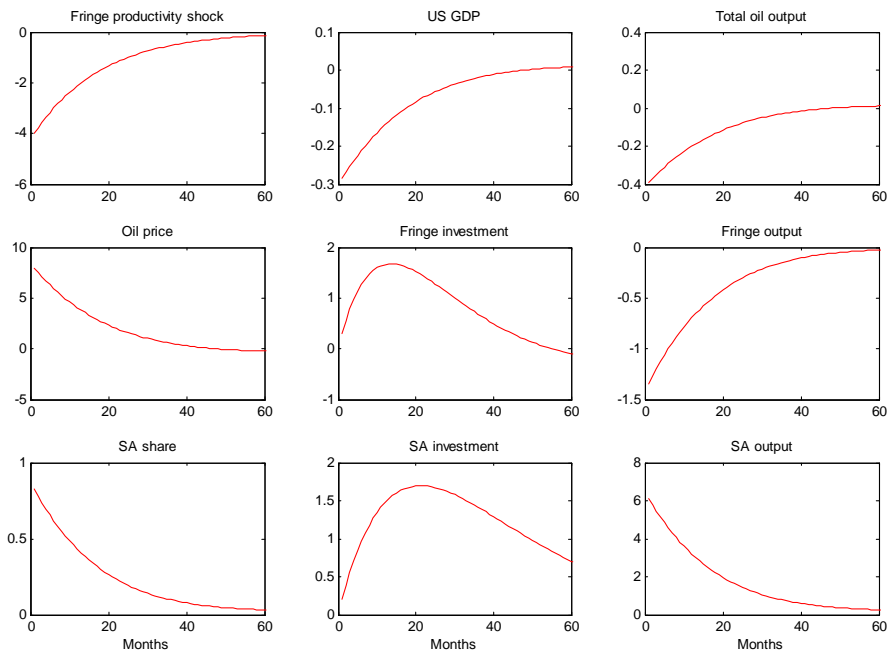 Fringe productivity shock
0
-2
-4
-6
0 20 40 60
US GDP
0.1
0
-0.1
-0.2
-0.3
0 20 40 60
Total oil output
0.4
0.2
0
-0.2
-0.4
0 20 40 60
Oil price
10
5
0
-5
0 20 40 60
Fringe investment
2
1
0
-1
0 20 40 60
Fringe output
0
-0.5
-1
-1.5
0 20 40 60
SA share
1
0.5
0
0 20 40 60
Months
SA investment
2
1.5
1
0.5
0
0 20 40 60
Months
SA output
8
6
4
2
0
0 20 40 60
Months